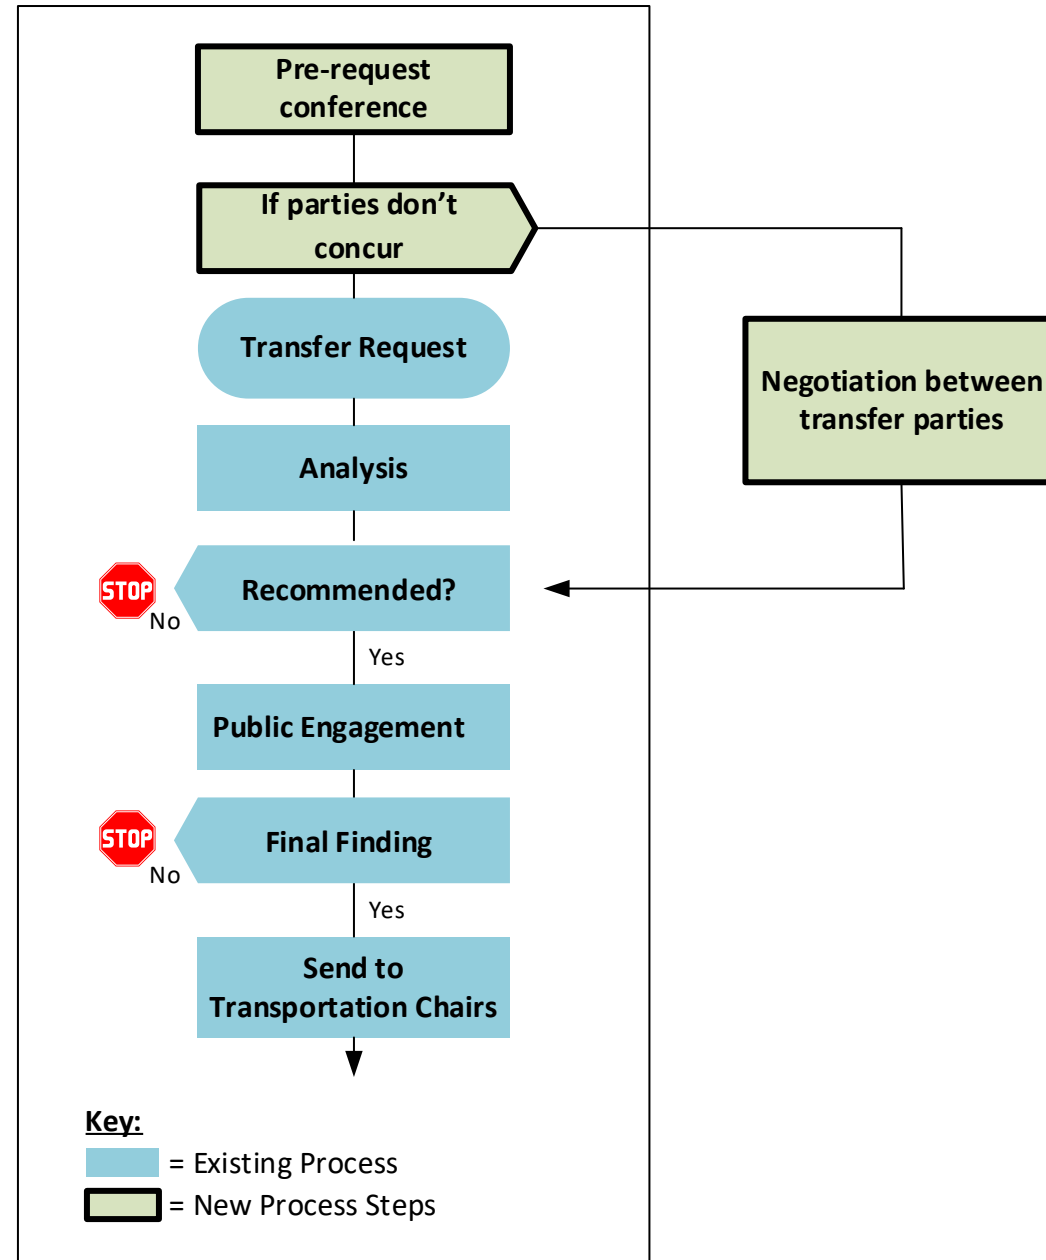 Pre-request
conference
If parties don’t
concur
Transfer Request
Negotiation between
transfer parties
Analysis
STOP
Recommended?
No
Yes
Public Engagement
STOP
Final Finding
No
Yes
Send to
Transportation Chairs
Key:
= Existing Process
= New Process Steps